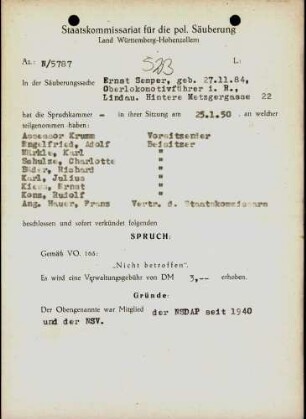 Staatskommissariat für die pol. Säuberung
Land Württemberg-Hohenzollern
Az.: N/5707 L:
In der Säuberungssache Ernst Semper, geb. 27.11.84,
Oberlokomotivführer i. R.,
Lindau. Hintere Metzgergasse 22
hat die Spruchkammer – in ihrer Sitzung am 25.1.50 , an welcher
teilgenommen haben:
Assessor Krumm Vorsitzender
Engelfried, Adolf Beisitzer
Märkle, Karl "
Schulze, Charlotte "
Bäder, Richard "
Karl, Julius "
Ernst "
Kons, Rudolf "
Ang. Mauer, Franz Vertr. d. Staatskommissars
beschlossen und sofort verkündet folgenden
SPRUCH:
Gemäß VO. 165:
„Nicht betroffen".
Es wird eine Verwaltungsgebühr von DM 3,-- erhoben.
Gründe:
Der Obengenannte war Mitglied der NSDAP seit 1940
und der NSV.